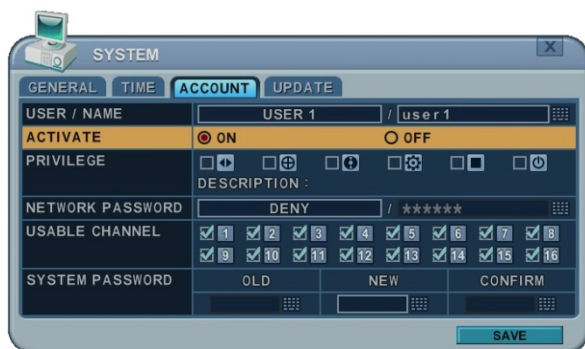 SYSTEM X
GENERAL TIME ACCOUNT UPDATE
USER / NAME USER 1 / user1
ACTIVATE ON OFF
PRIVILEGE
DESCRIPTION :
NETWORK PASSWORD DENY / ******
USABLE CHANNEL 1 2 3 4 5 6 7 8
9 10 11 12 13 14 15 16
SYSTEM PASSWORD OLD NEW CONFIRM
SAVE